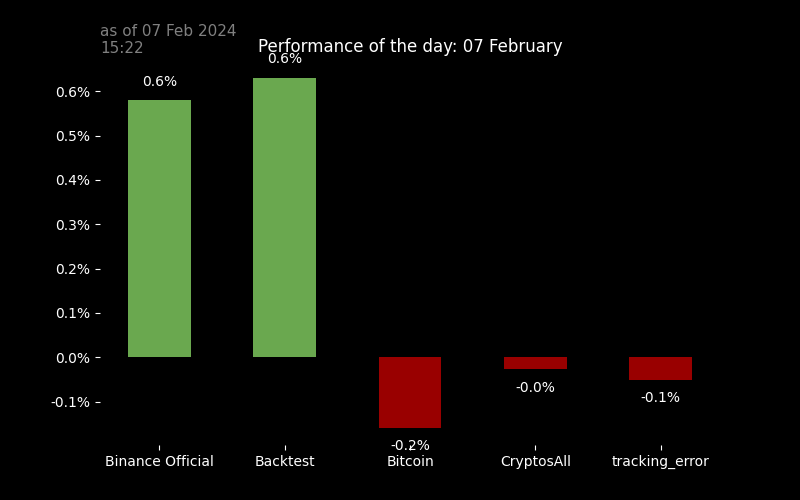 as of 07 Feb 2024
15:22
Performance of the day: 07 February
0.6%
0.6%
0.6%
0.5%
0.4%
0.3%
0.2%
0.1%
0.0%
-0.1%
-0.0%
-0.1%
-0.2%
Binance Official
Backtest
Bitcoin
CryptosAll
tracking_error